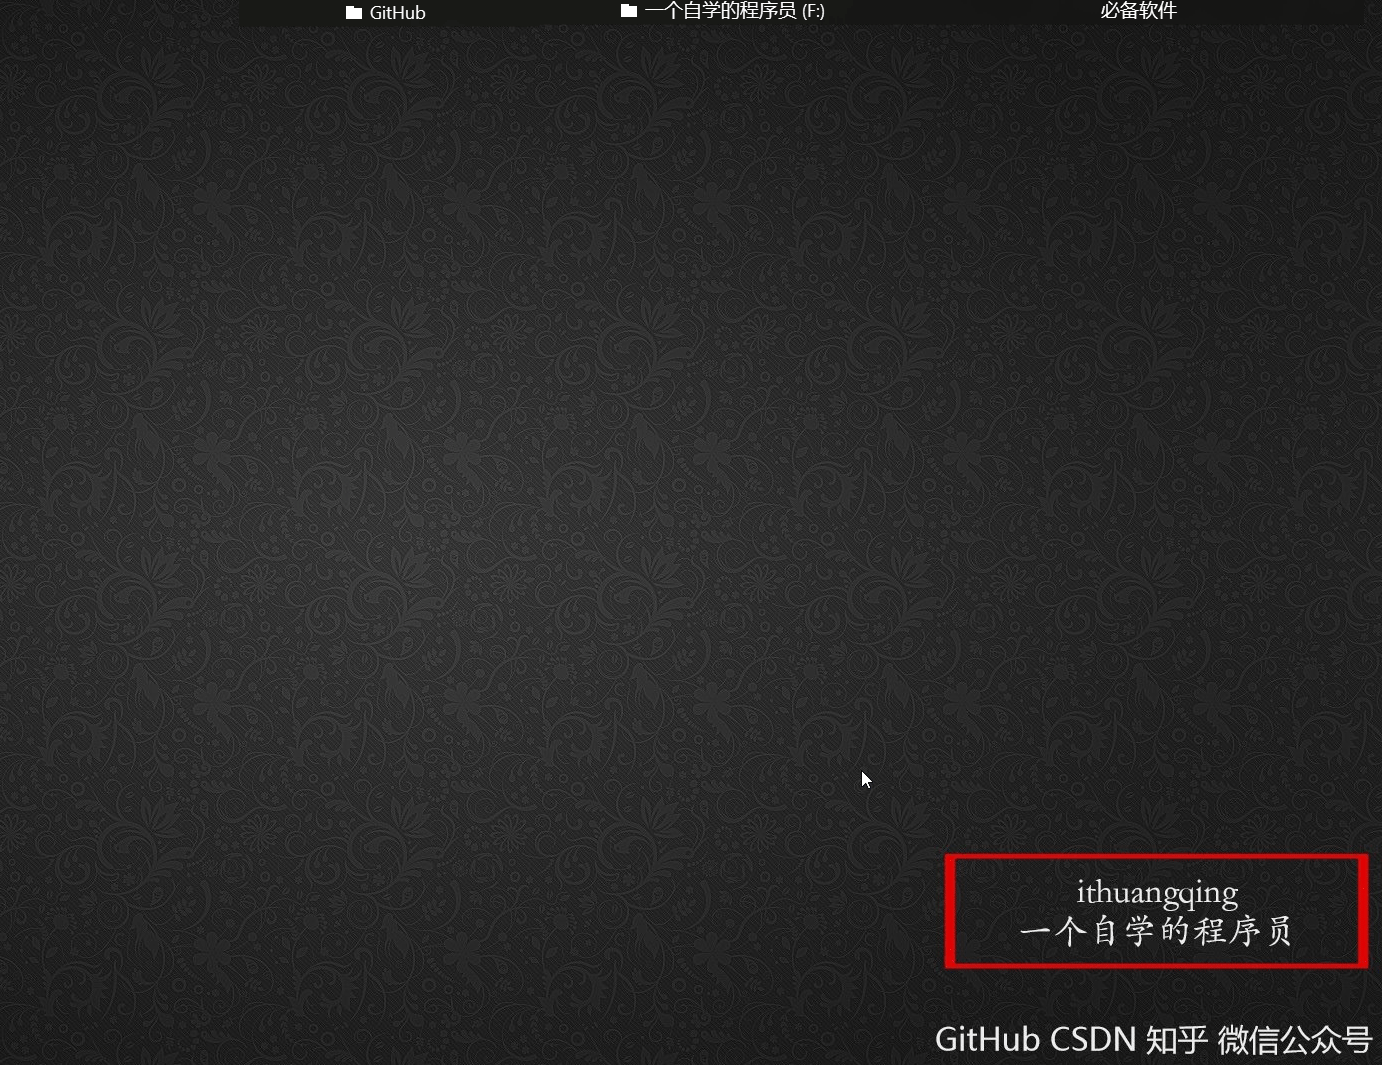 GitHub
一个自学的程序员 (F:)
必备软件
ithuangqing
一个自学的程序员
GitHub CSDN 知乎 微信公众号